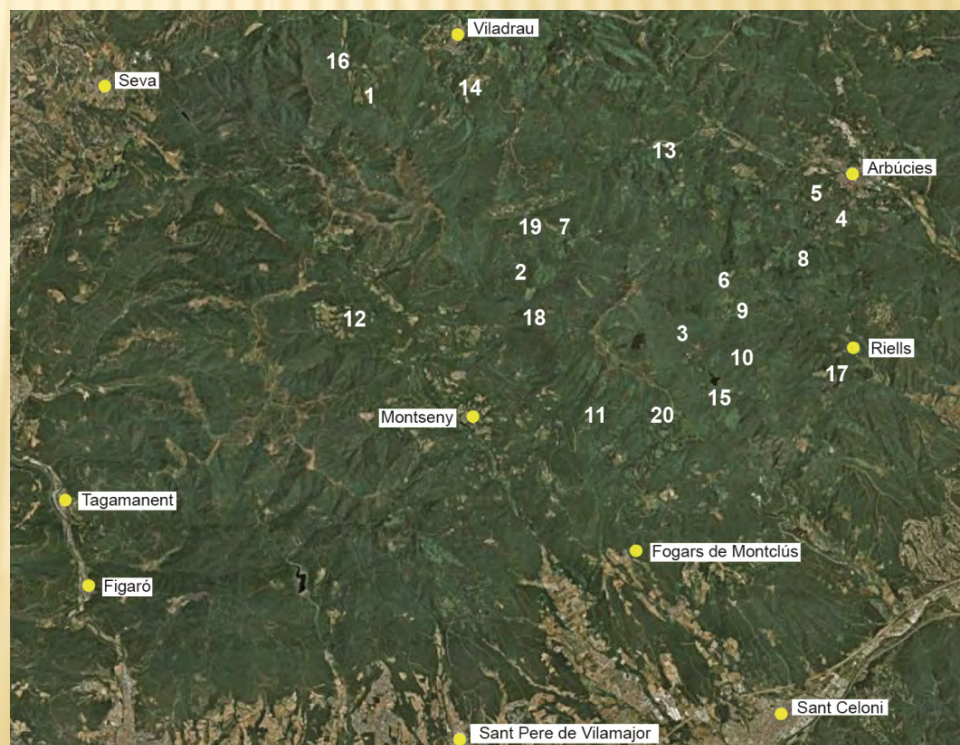 Viladrau
16
Seva
1
14
13
Arbúcies
5
4
19
7
8
2
6
9
12
18
3
Riells
10
17
15
Montseny
11
20
Tagamanent
Fogars de Montclús
Figaró
Sant Celoni
Sant Pere de Vilamajor